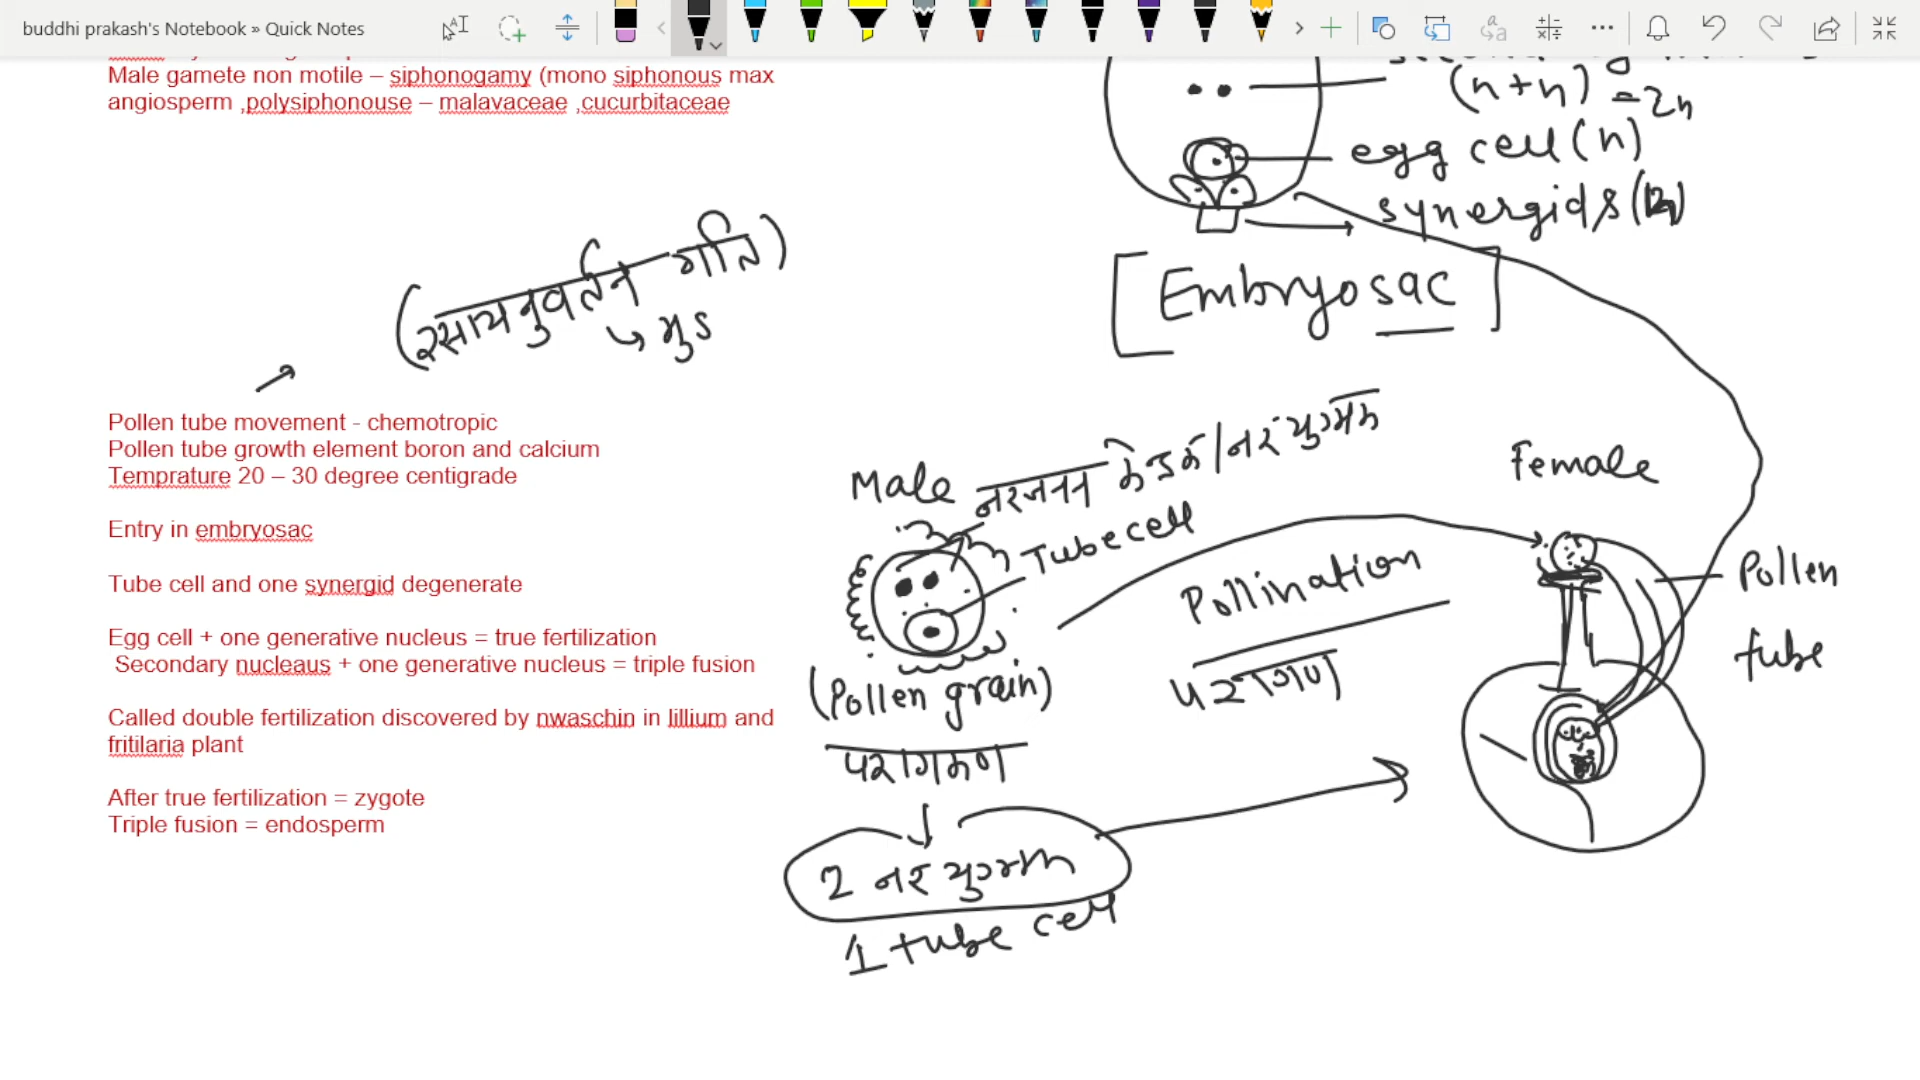 buddhi prakash's Notebook » Quick Notes
Male gamete non motile – siphonogamy (mono siphonous max
angiosperm ,polysiphonouse – malavaceae ,cucurbitaceae
(n+n) = 2n
egg cell (n)
synergids
[Embryosac]
(रसायनुवर्तन गति)
↳ मुड
Pollen tube movement - chemotropic
Pollen tube growth element boron and calcium
Temprature 20 – 30 degree centigrade
Entry in embryosac
Tube cell and one synergid degenerate
Egg cell + one generative nucleus = true fertilization
Secondary nucleaus + one generative nucleus = triple fusion
Called double fertilization discovered by nwaschin in lillium and
fritilaria plant
After true fertilization = zygote
Triple fusion = endosperm
Male
नरजनन केंद्रक/नर युग्मक
Tube cell
(Pollen grain)
परागकण
2 नर युग्मक
1 tube cell
Pollination
परागण
Female
Pollen
tube